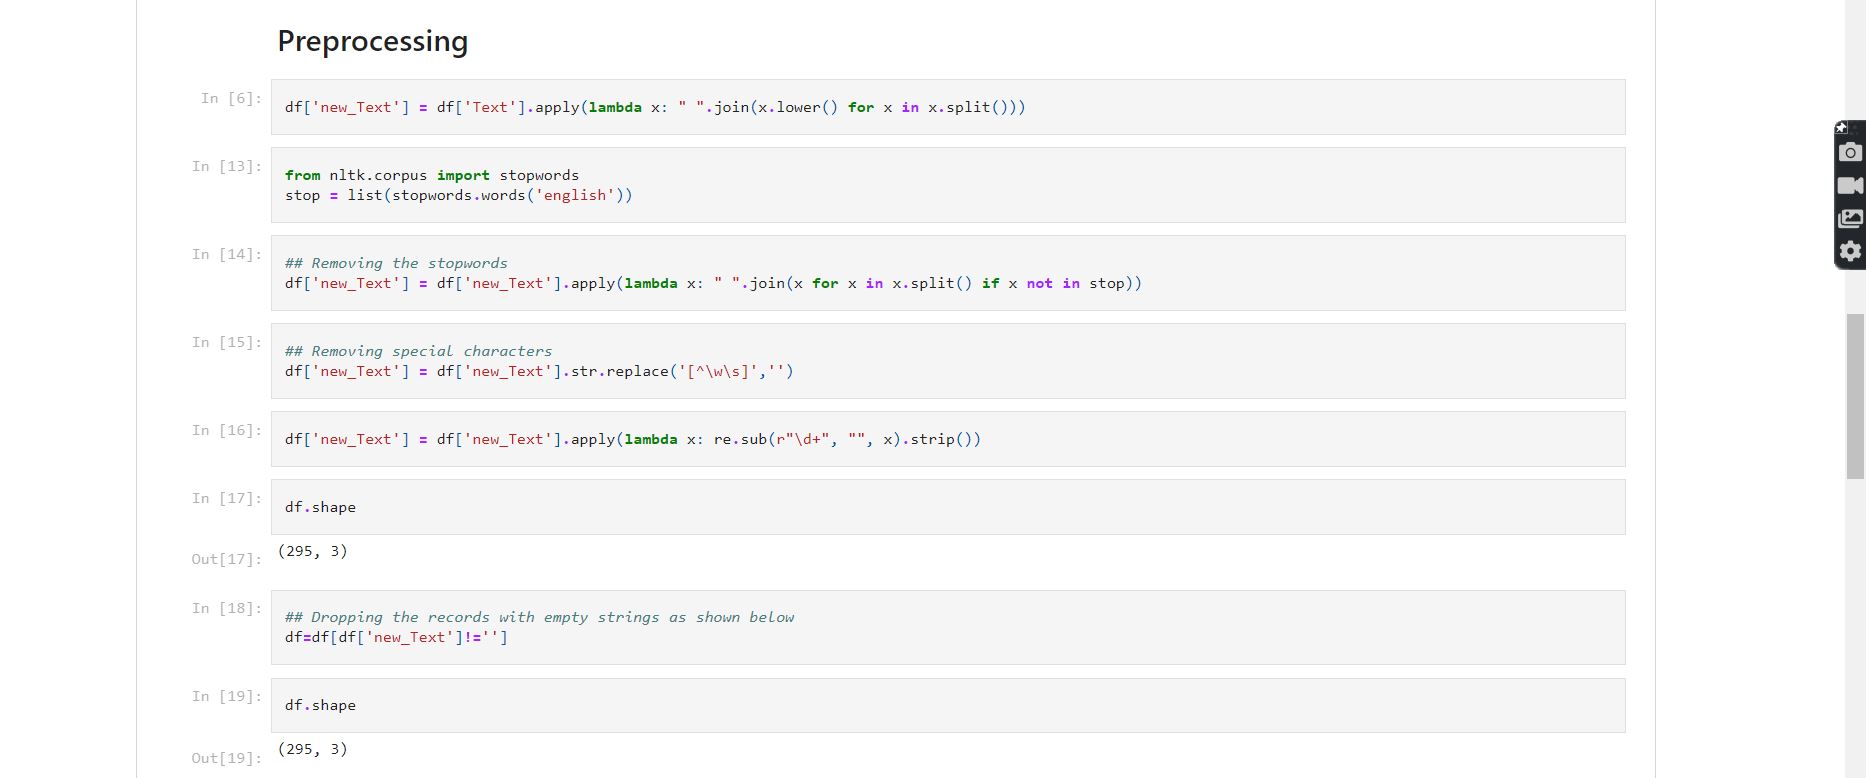 Preprocessing
In [6]:
df['new_Text'] = df['Text'].apply(lambda x: " ".join(x.lower() for x in x.split()))
In [13]:
from nltk.corpus import stopwords
stop = list(stopwords.words('english'))
In [14]:
## Removing the stopwords
df['new_Text'] = df['new_Text'].apply(lambda x: " ".join(x for x in x.split() if x not in stop))
In [15]:
## Removing special characters
df['new_Text'] = df['new_Text'].str.replace('[^\w\s]','')
In [16]:
df['new_Text'] = df['new_Text'].apply(lambda x: re.sub(r"\d+", "", x).strip())
In [17]:
df.shape
Out[17]:
(295, 3)
In [18]:
## Dropping the records with empty strings as shown below
df=df[df['new_Text']!='']
In [19]:
df.shape
Out[19]:
(295, 3)